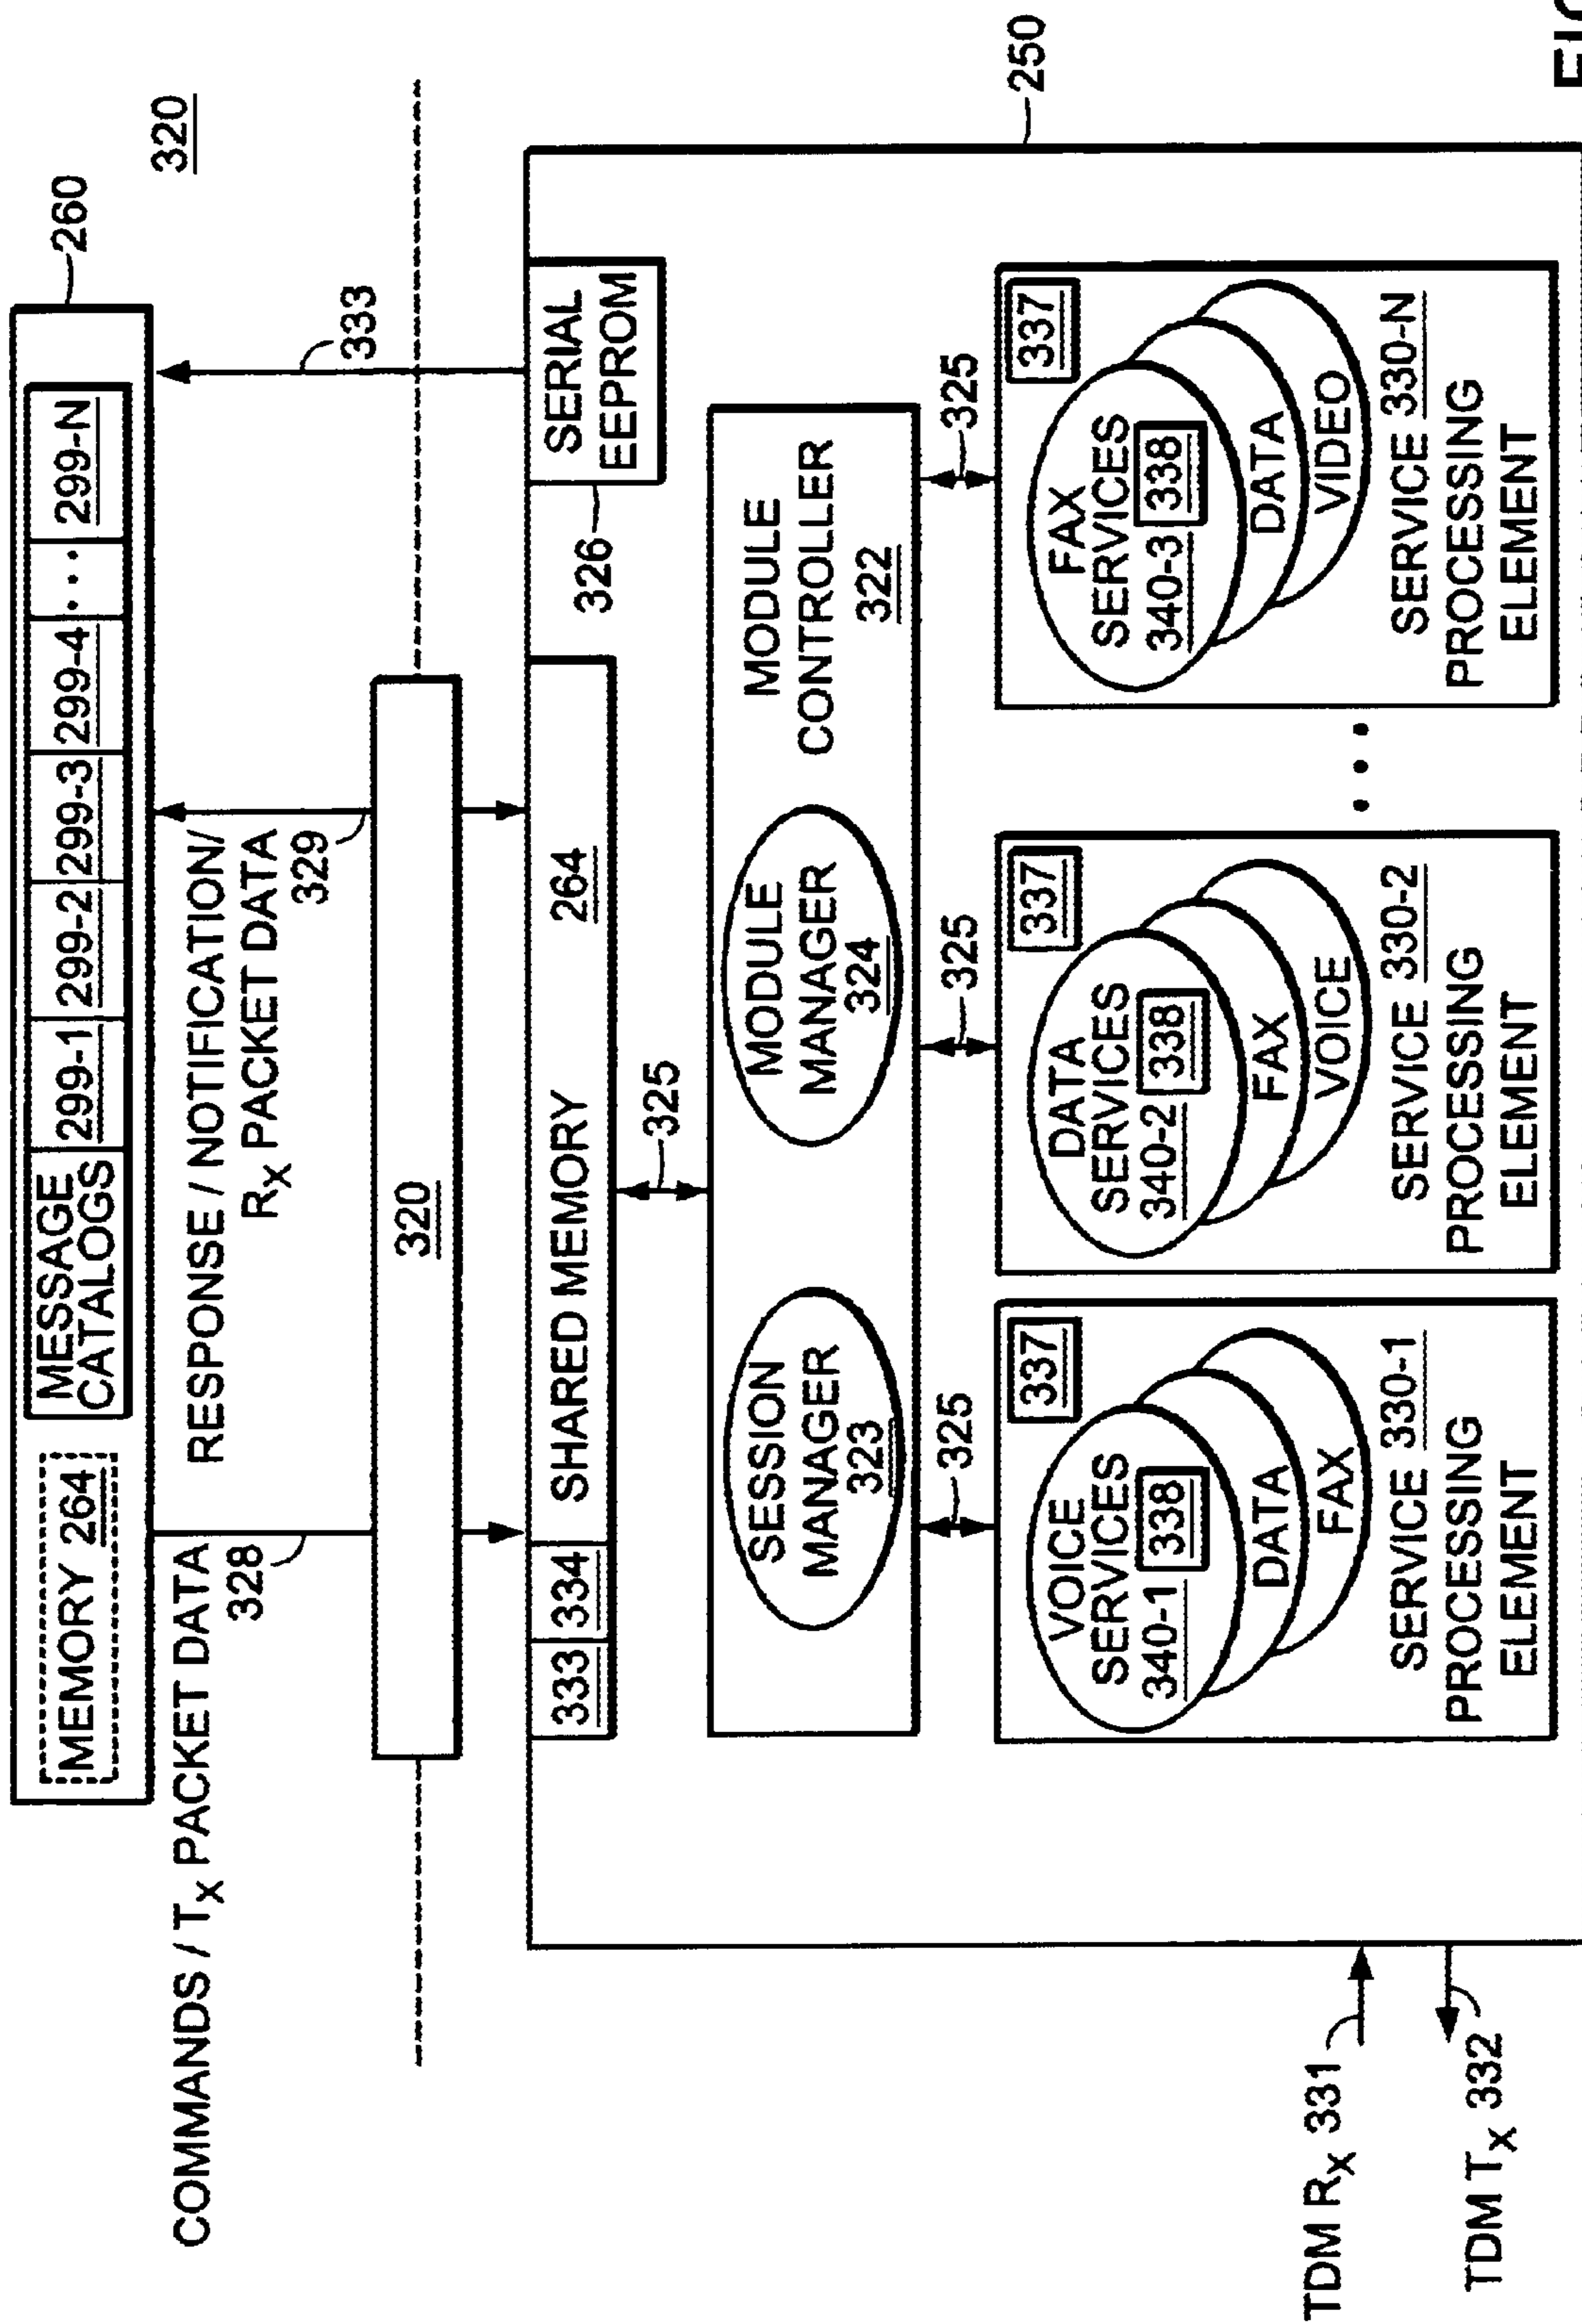 MEMORY 264
MESSAGE
CATALOGS
299-1
299-2
299-3
299-4
...
299-N
260
320
COMMANDS / TX PACKET DATA
328
RESPONSE / NOTIFICATION/
RX PACKET DATA
329
333
320
333
334
SHARED MEMORY
264
SERIAL
EEPROM
326
250
325
SESSION
MANAGER
323
MODULE
MANAGER
324
MODULE
CONTROLLER
322
325
325
325
337
VOICE
SERVICES
340-1
338
DATA
FAX
SERVICE 330-1
PROCESSING
ELEMENT
337
DATA
SERVICES
340-2
338
FAX
VOICE
SERVICE 330-2
PROCESSING
ELEMENT
...
337
FAX
SERVICES
340-3
338
DATA
VIDEO
SERVICE 330-N
PROCESSING
ELEMENT
TDM RX 331
TDM TX 332